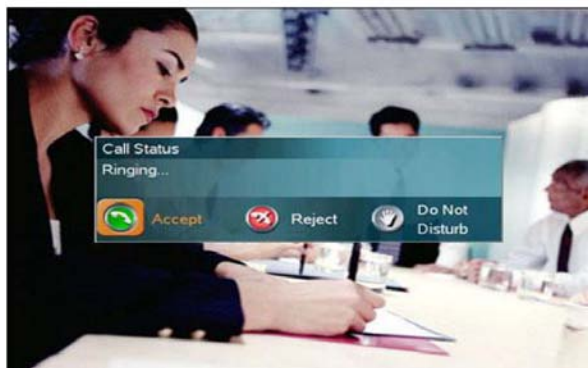 Call Status
Ringing...
Accept
Reject
Do Not
Disturb